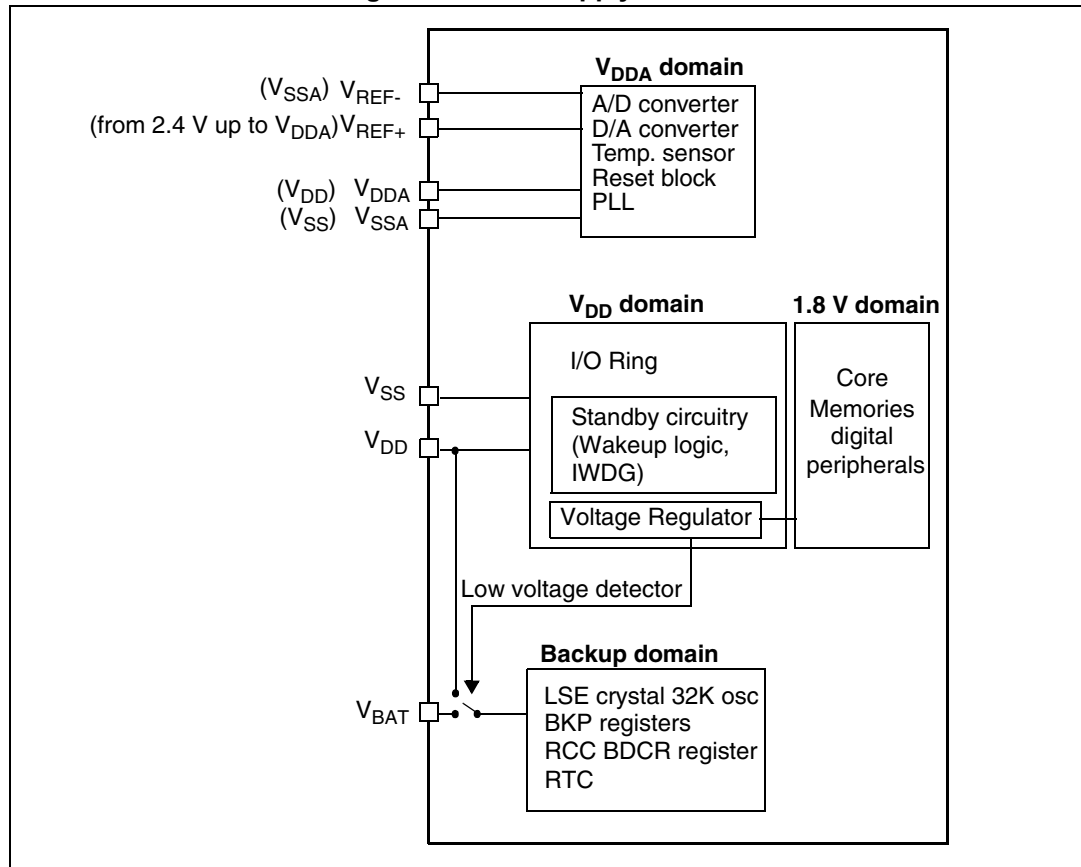 V_DDA domain
(V_SSA) V_REF-
(from 2.4 V up to V_DDA)V_REF+
(V_DD) V_DDA
(V_SS) V_SSA
A/D converter
D/A converter
Temp. sensor
Reset block
PLL
V_DD domain
1.8 V domain
V_SS
V_DD
I/O Ring
Standby circuitry
(Wakeup logic,
IWDG)
Voltage Regulator
Core
Memories
digital
peripherals
Low voltage detector
Backup domain
V_BAT
LSE crystal 32K osc
BKP registers
RCC BDCR register
RTC